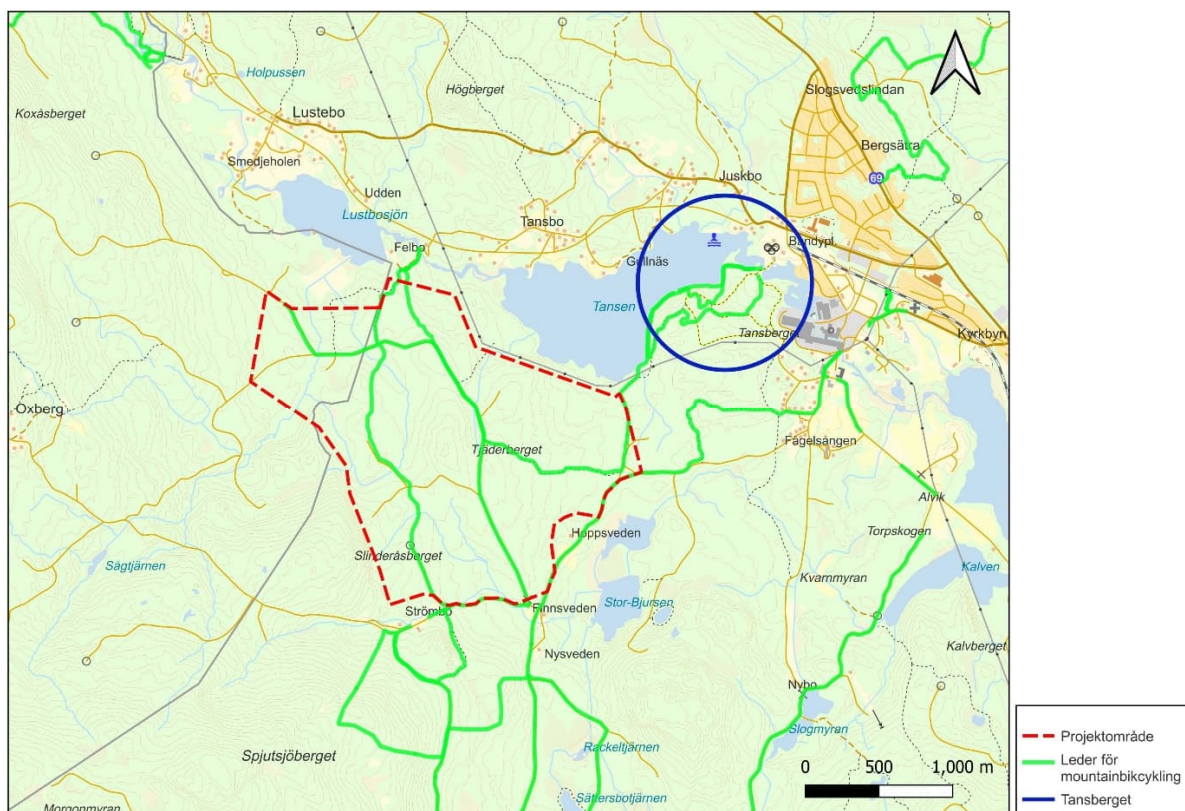 Holpussen
Högberget
Slogsvedslindan
Koxåsberget
Lustebo
Bergsätra
Smedjeholen
Juskbo
69
Udden
Lustbosjön
Tansbo
Bandypl.
Felbo
Gullnäs
Tansen
Tansberget
Kyrkbyn
Oxberg
Fågelsången
Tjäderberget
Alvik
Hoppsveden
Torpskogen
Slinderåsberget
Sågtjärnen
Kvarnmyran
Kalven
Strömbo
Finnsveden
Stor-Bjursen
Kalvberget
Nysveden
Nybo
Slogmyran
Spjutsjöberget
Rackeltjärnen
0 500 1,000 m
Sättersbotjärnen
Morgonmyran
Projektområde
Leder för
mountainbikcykling
Tansberget